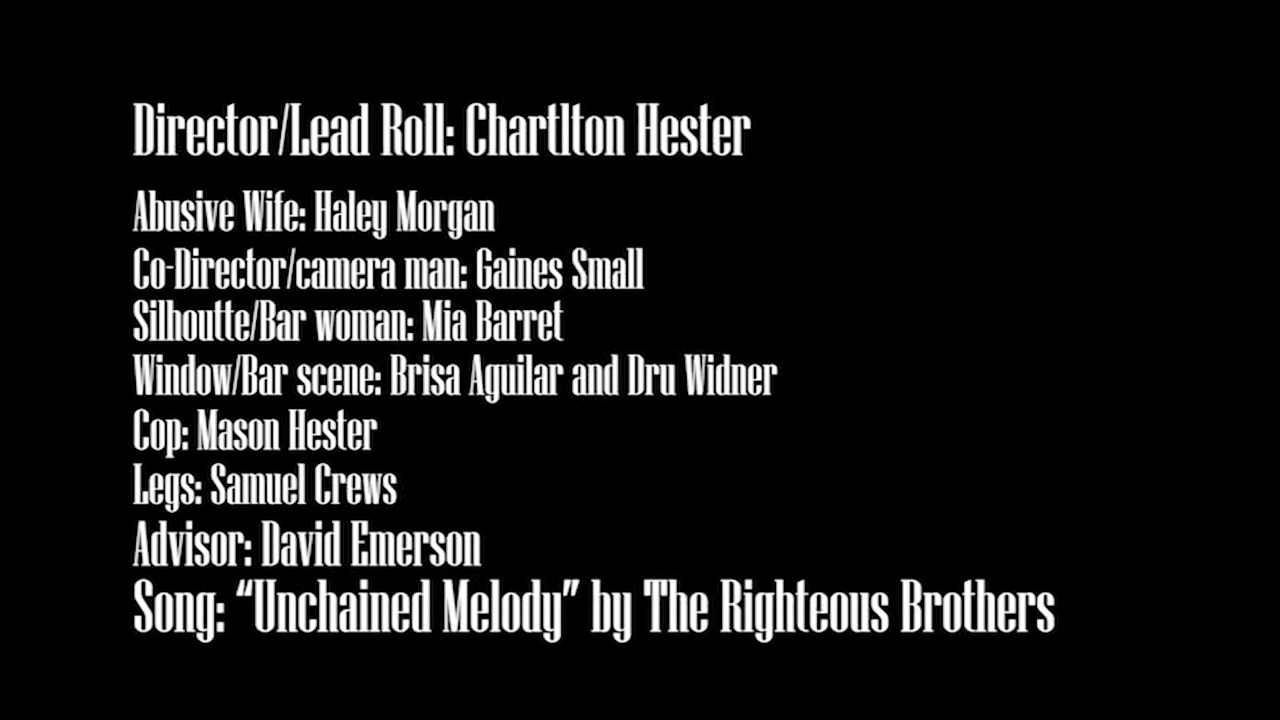 Director/Lead Roll: Chartlton Hester
Abusive Wife: Haley Morgan
Co-Director/camera man: Gaines Small
Silhoutte/Bar woman: Mia Barret
Window/Bar scene: Brisa Aguilar and Dru Widner
Cop: Mason Hester
Legs: Samuel Crews
Advisor: David Emerson
Song: “Unchained Melody” by The Righteous Brothers